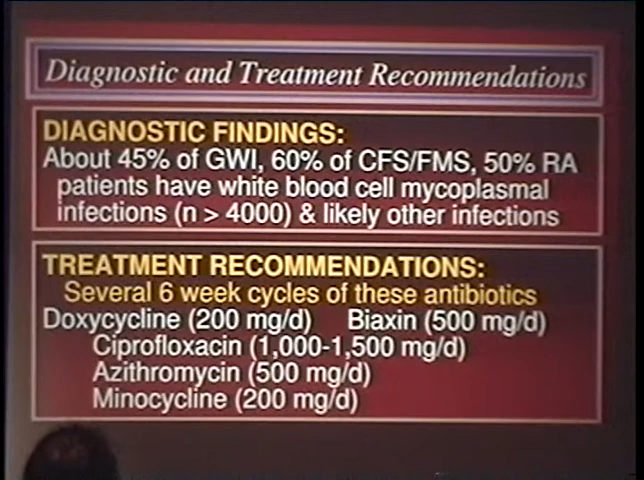 Diagnostic and Treatment Recommendations
DIAGNOSTIC FINDINGS:
About 45% of GWI, 60% of CFS/FMS, 50% RA
patients have white blood cell mycoplasmal
infections (n > 4000) & likely other infections
TREATMENT RECOMMENDATIONS:
Several 6 week cycles of these antibiotics
Doxycycline (200 mg/d) Biaxin (500 mg/d)
Ciprofloxacin (1,000-1,500 mg/d)
Azithromycin (500 mg/d)
Minocycline (200 mg/d)